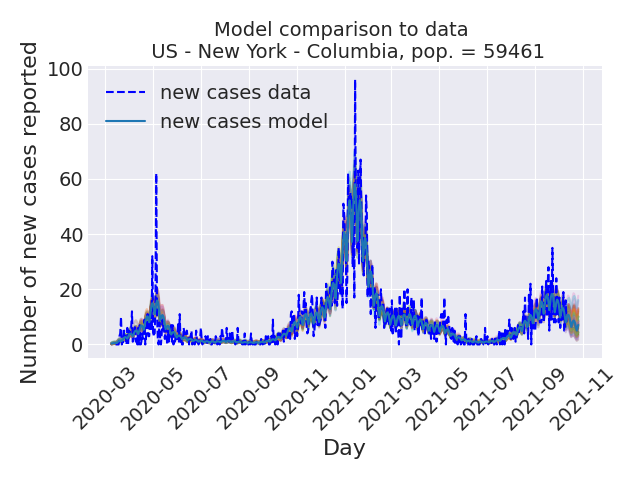 Model comparison to data
US - New York - Columbia, pop. = 59461
Number of new cases reported
100
80
60
40
20
0
new cases data
new cases model
2020-03
2020-05
2020-07
2020-09
2020-11
2021-01
2021-03
2021-05
2021-07
2021-09
2021-11
Day